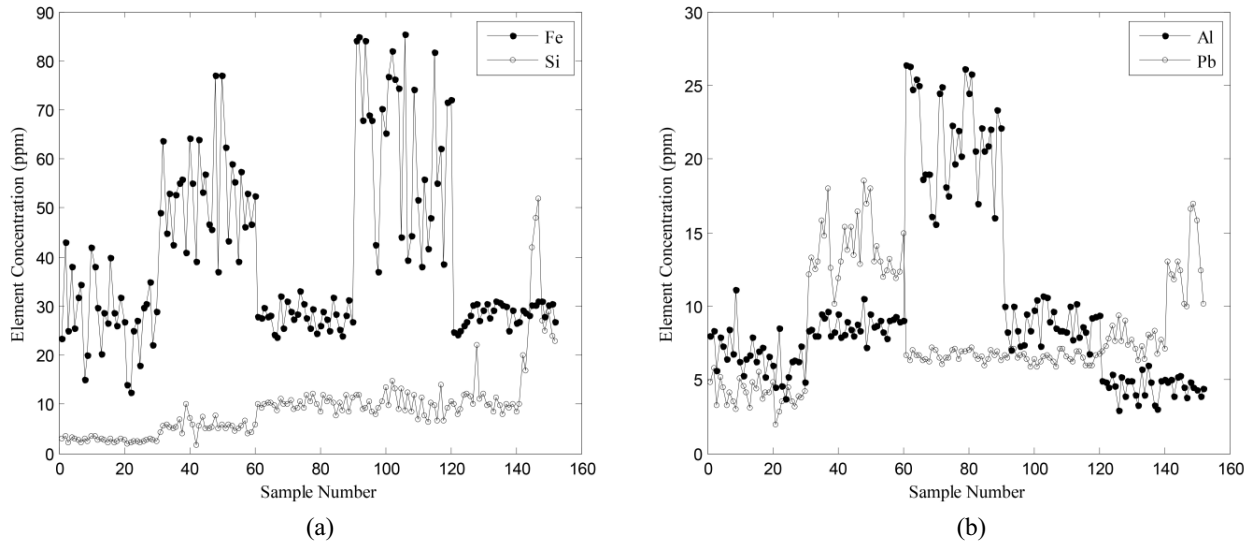 90
80
70
60
50
40
30
20
10
0
Element Concentration (ppm)
Fe
Si
0 20 40 60 80 100 120 140 160
Sample Number
(a)
30
25
20
15
10
5
0
Element Concentration (ppm)
Al
Pb
0 20 40 60 80 100 120 140 160
Sample Number
(b)